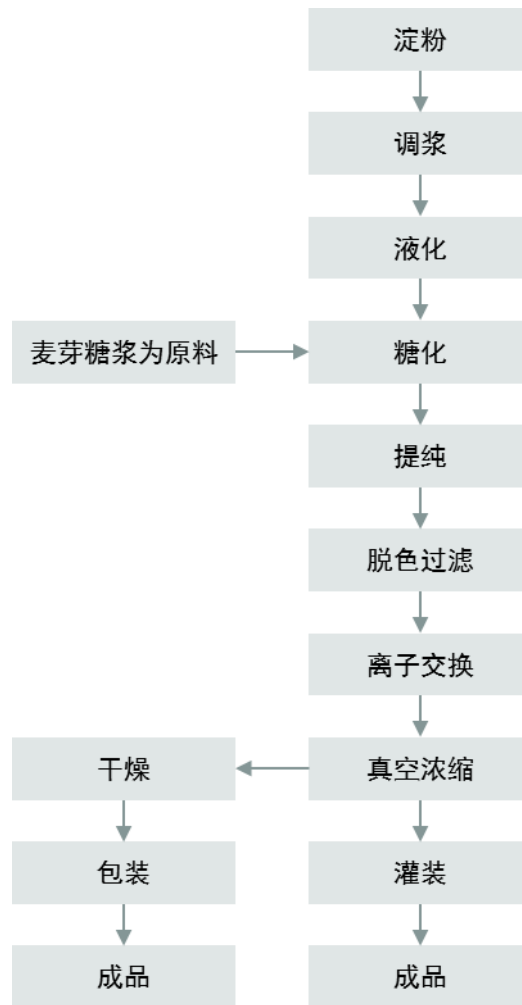 淀粉
调浆
液化
麦芽糖浆为原料
糖化
提纯
脱色过滤
离子交换
干燥
真空浓缩
包装
灌装
成品
成品